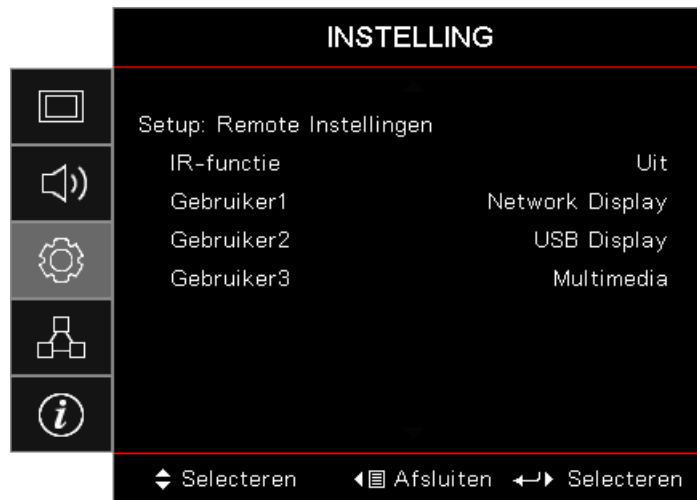 INSTELLING
Setup: Remote Instellingen
IR-functie Uit
Gebruiker1 Network Display
Gebruiker2 USB Display
Gebruiker3 Multimedia
Selecteren Afsluiten Selecteren